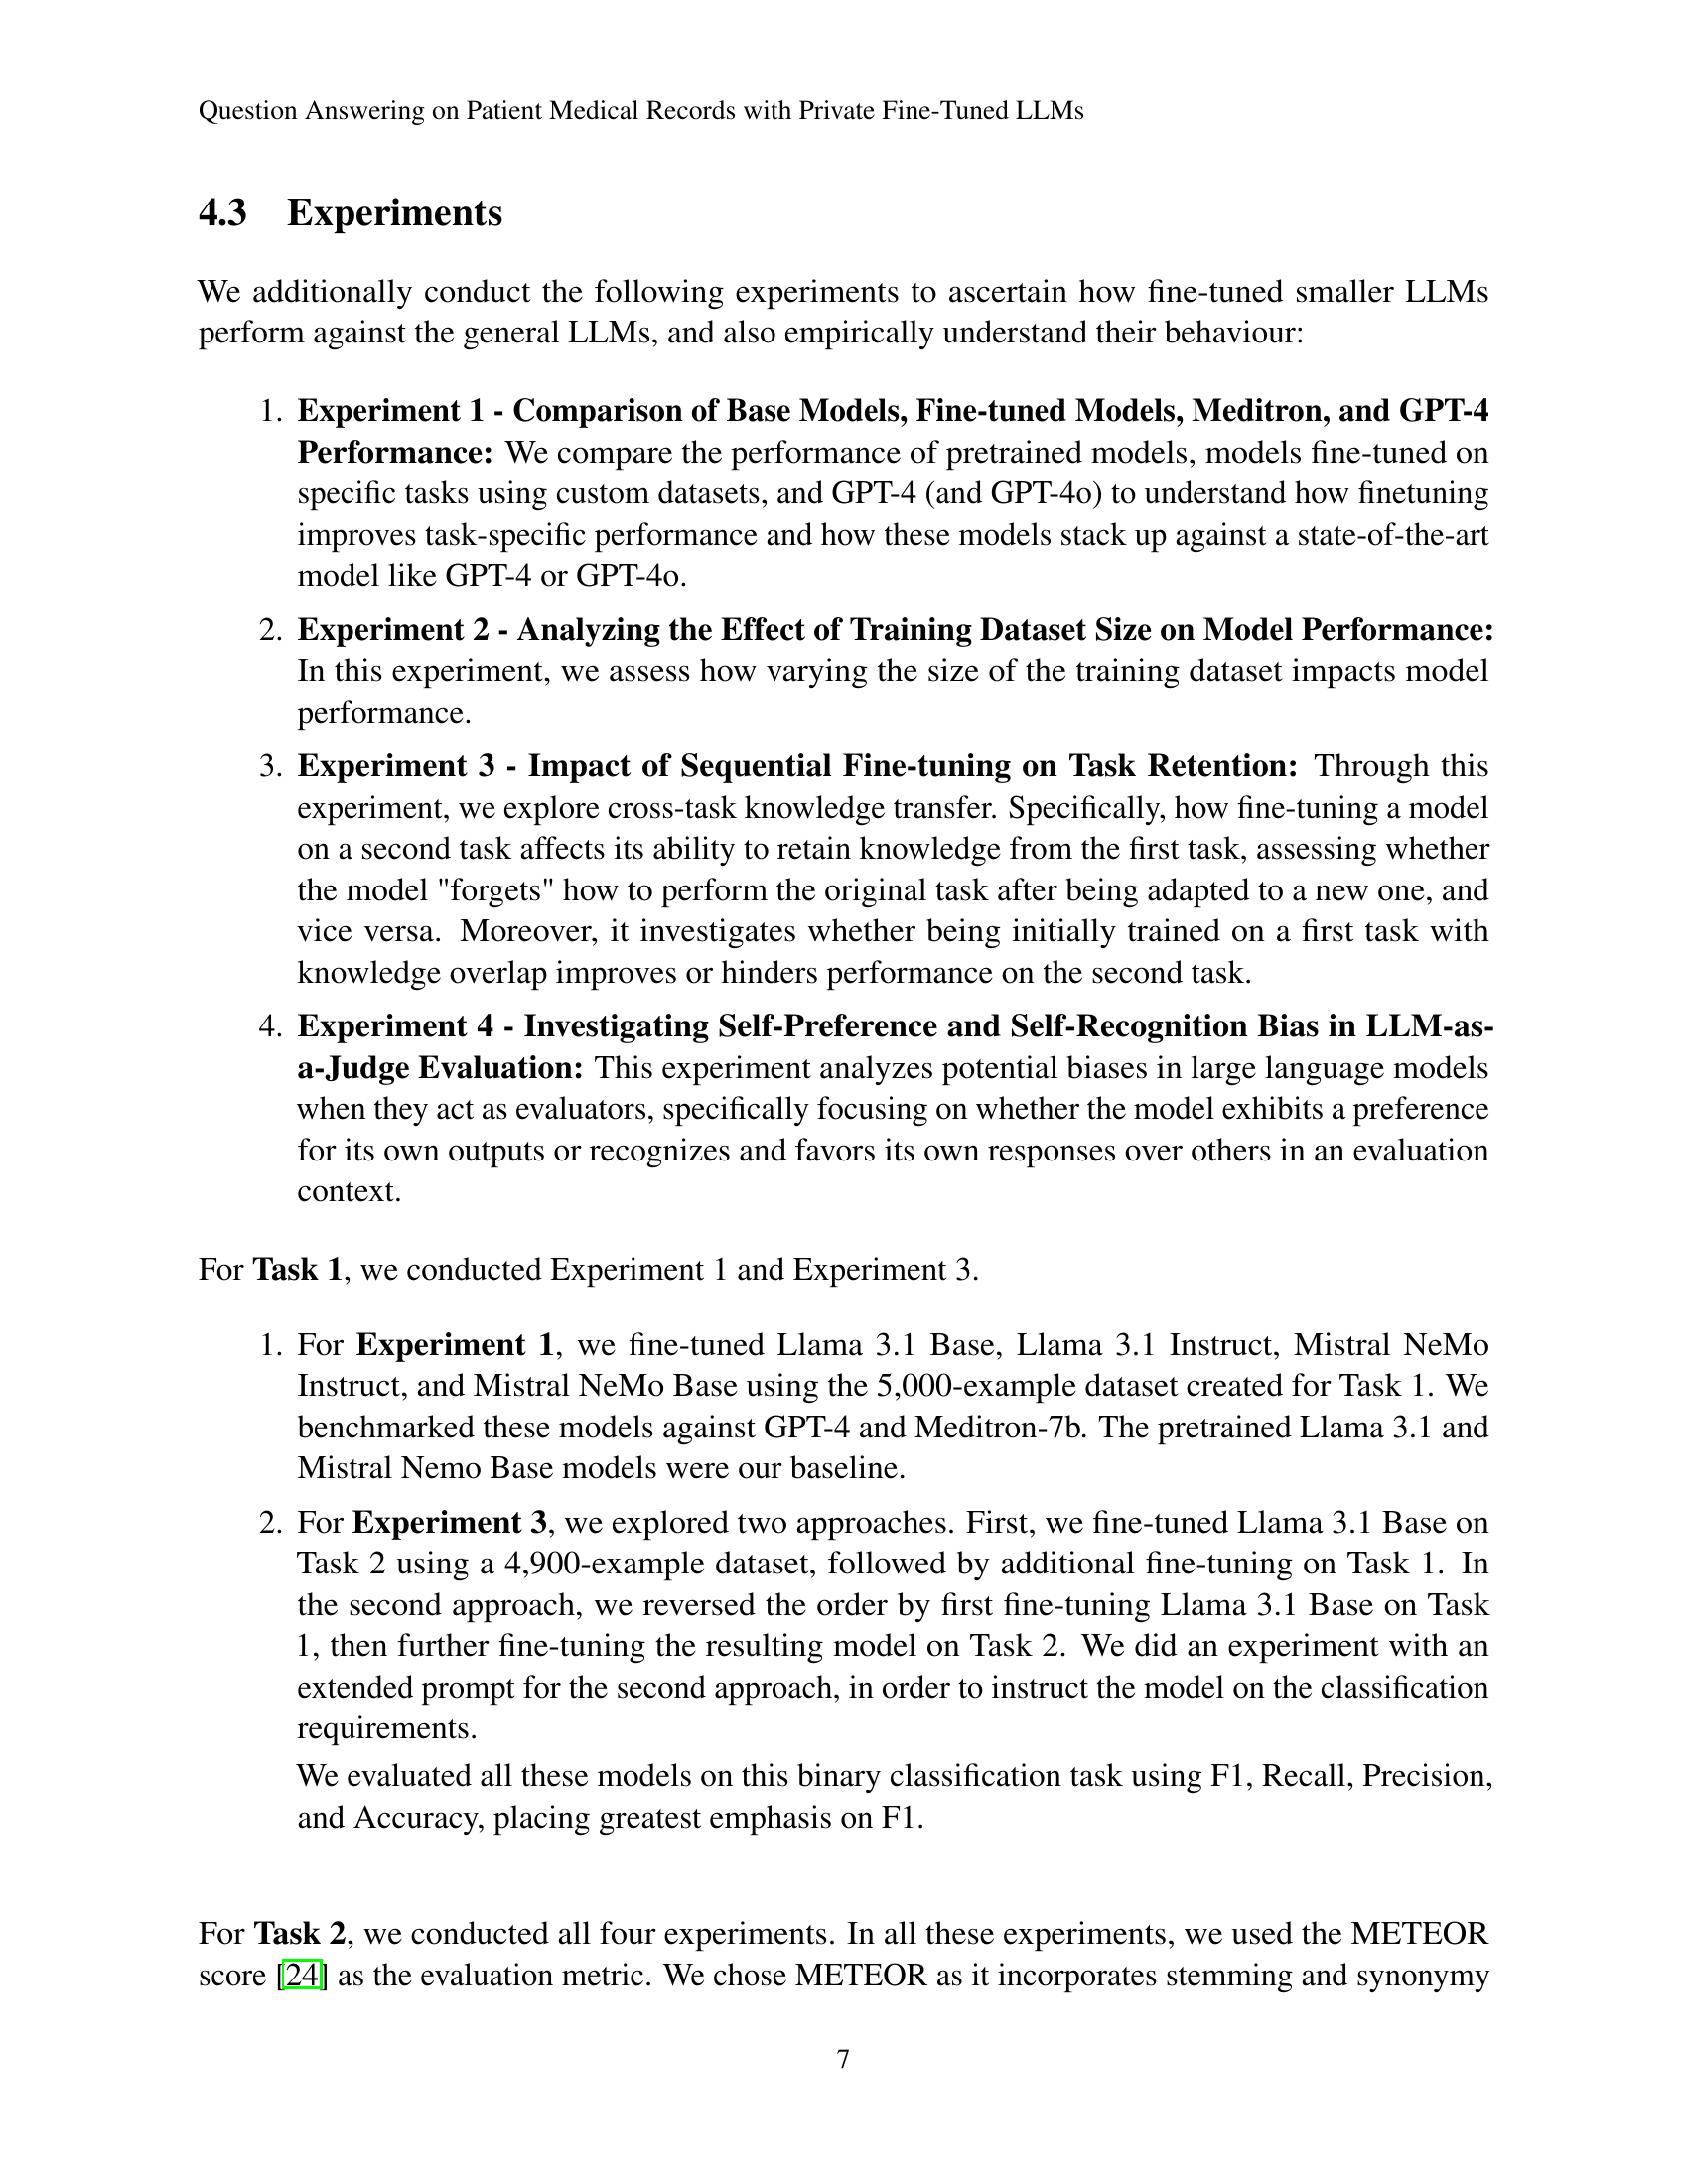 Question Answering on Patient Medical Records with Private Fine-Tuned LLMs
4.3 Experiments
We additionally conduct the following experiments to ascertain how fine-tuned smaller LLMs
perform against the general LLMs, and also empirically understand their behaviour:
1. Experiment 1 - Comparison of Base Models, Fine-tuned Models, Meditron, and GPT-4
Performance: We compare the performance of pretrained models, models fine-tuned on
specific tasks using custom datasets, and GPT-4 (and GPT-4o) to understand how finetuning
improves task-specific performance and how these models stack up against a state-of-the-art
model like GPT-4 or GPT-4o.
2. Experiment 2 - Analyzing the Effect of Training Dataset Size on Model Performance:
In this experiment, we assess how varying the size of the training dataset impacts model
performance.
3. Experiment 3 - Impact of Sequential Fine-tuning on Task Retention: Through this
experiment, we explore cross-task knowledge transfer. Specifically, how fine-tuning a model
on a second task affects its ability to retain knowledge from the first task, assessing whether
the model "forgets" how to perform the original task after being adapted to a new one, and
vice versa. Moreover, it investigates whether being initially trained on a first task with
knowledge overlap improves or hinders performance on the second task.
4. Experiment 4 - Investigating Self-Preference and Self-Recognition Bias in LLM-as-
a-Judge Evaluation: This experiment analyzes potential biases in large language models
when they act as evaluators, specifically focusing on whether the model exhibits a preference
for its own outputs or recognizes and favors its own responses over others in an evaluation
context.
For Task 1, we conducted Experiment 1 and Experiment 3.
1. For Experiment 1, we fine-tuned Llama 3.1 Base, Llama 3.1 Instruct, Mistral NeMo
Instruct, and Mistral NeMo Base using the 5,000-example dataset created for Task 1. We
benchmarked these models against GPT-4 and Meditron-7b. The pretrained Llama 3.1 and
Mistral Nemo Base models were our baseline.
2. For Experiment 3, we explored two approaches. First, we fine-tuned Llama 3.1 Base on
Task 2 using a 4,900-example dataset, followed by additional fine-tuning on Task 1. In
the second approach, we reversed the order by first fine-tuning Llama 3.1 Base on Task
1, then further fine-tuning the resulting model on Task 2. We did an experiment with an
extended prompt for the second approach, in order to instruct the model on the classification
requirements.
We evaluated all these models on this binary classification task using F1, Recall, Precision,
and Accuracy, placing greatest emphasis on F1.
For Task 2, we conducted all four experiments. In all these experiments, we used the METEOR
score [24] as the evaluation metric. We chose METEOR as it incorporates stemming and synonymy
7